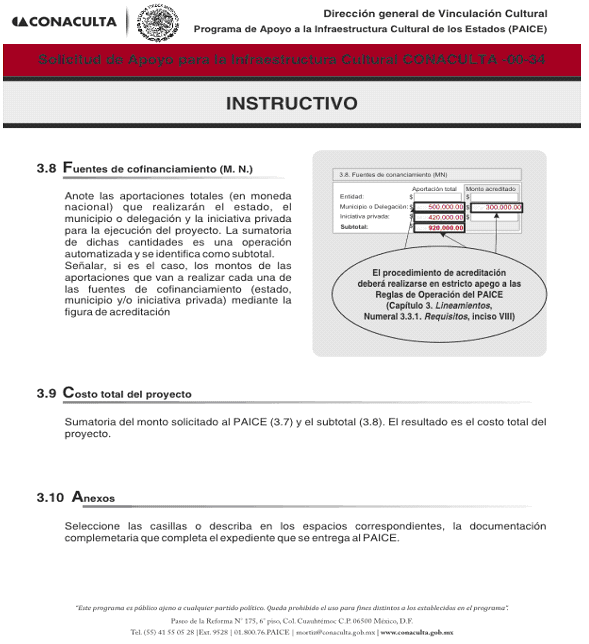 CONACULTA
Dirección general de Vinculación Cultural
Programa de Apoyo a la Infraestructura Cultural de los Estados (PAICE)
Solicitud de Apoyo para la Infraestructura Cultural CONACULTA -00-34
INSTRUCTIVO
3.8 Fuentes de cofinanciamiento (M. N.)
Anote las aportaciones totales (en moneda
nacional) que realizarán el estado, el
municipio o delegación y la iniciativa privada
para la ejecución del proyecto. La sumatoria
de dichas cantidades es una operación
automatizada y se identifica como subtotal.
Señalar, si es el caso, los montos de las
aportaciones que van a realizar cada una de
las fuentes de cofinanciamiento (estado,
municipio y/o iniciativa privada) mediante la
figura de acreditación
3.8. Fuentes de conanciamiento (MN)
Aportación total Monto acreditado
Entidad: $ $
Municipio o Delegación: $ 500,000.00 $ 300,000.00
Iniciativa privada: $ 420,000.00 $
Subtotal: $ 920,000.00
El procedimiento de acreditación
deberá realizarse en estricto apego a las
Reglas de Operación del PAICE
(Capítulo 3. Lineamientos,
Numeral 3.3.1. Requisitos, inciso VIII)
3.9 Costo total del proyecto
Sumatoria del monto solicitado al PAICE (3.7) y el subtotal (3.8). El resultado es el costo total del
proyecto.
3.10 Anexos
Seleccione las casillas o describa en los espacios correspondientes, la documentación
complemetaria que completa el expediente que se entrega al PAICE.
"Este programa es público ajeno a cualquier partido político. Queda prohibido el uso para fines distintos a los establecidos en el programa".
Paseo de la Reforma N° 175, 6° piso, Col. Cuauhtémoc C.P. 06500 México, D.F.
Tel. (55) 41 55 05 28 |Ext. 9528 | 01.800.76.PAICE | mortiz@conaculta.gob.mx | www.conaculta.gob.mx